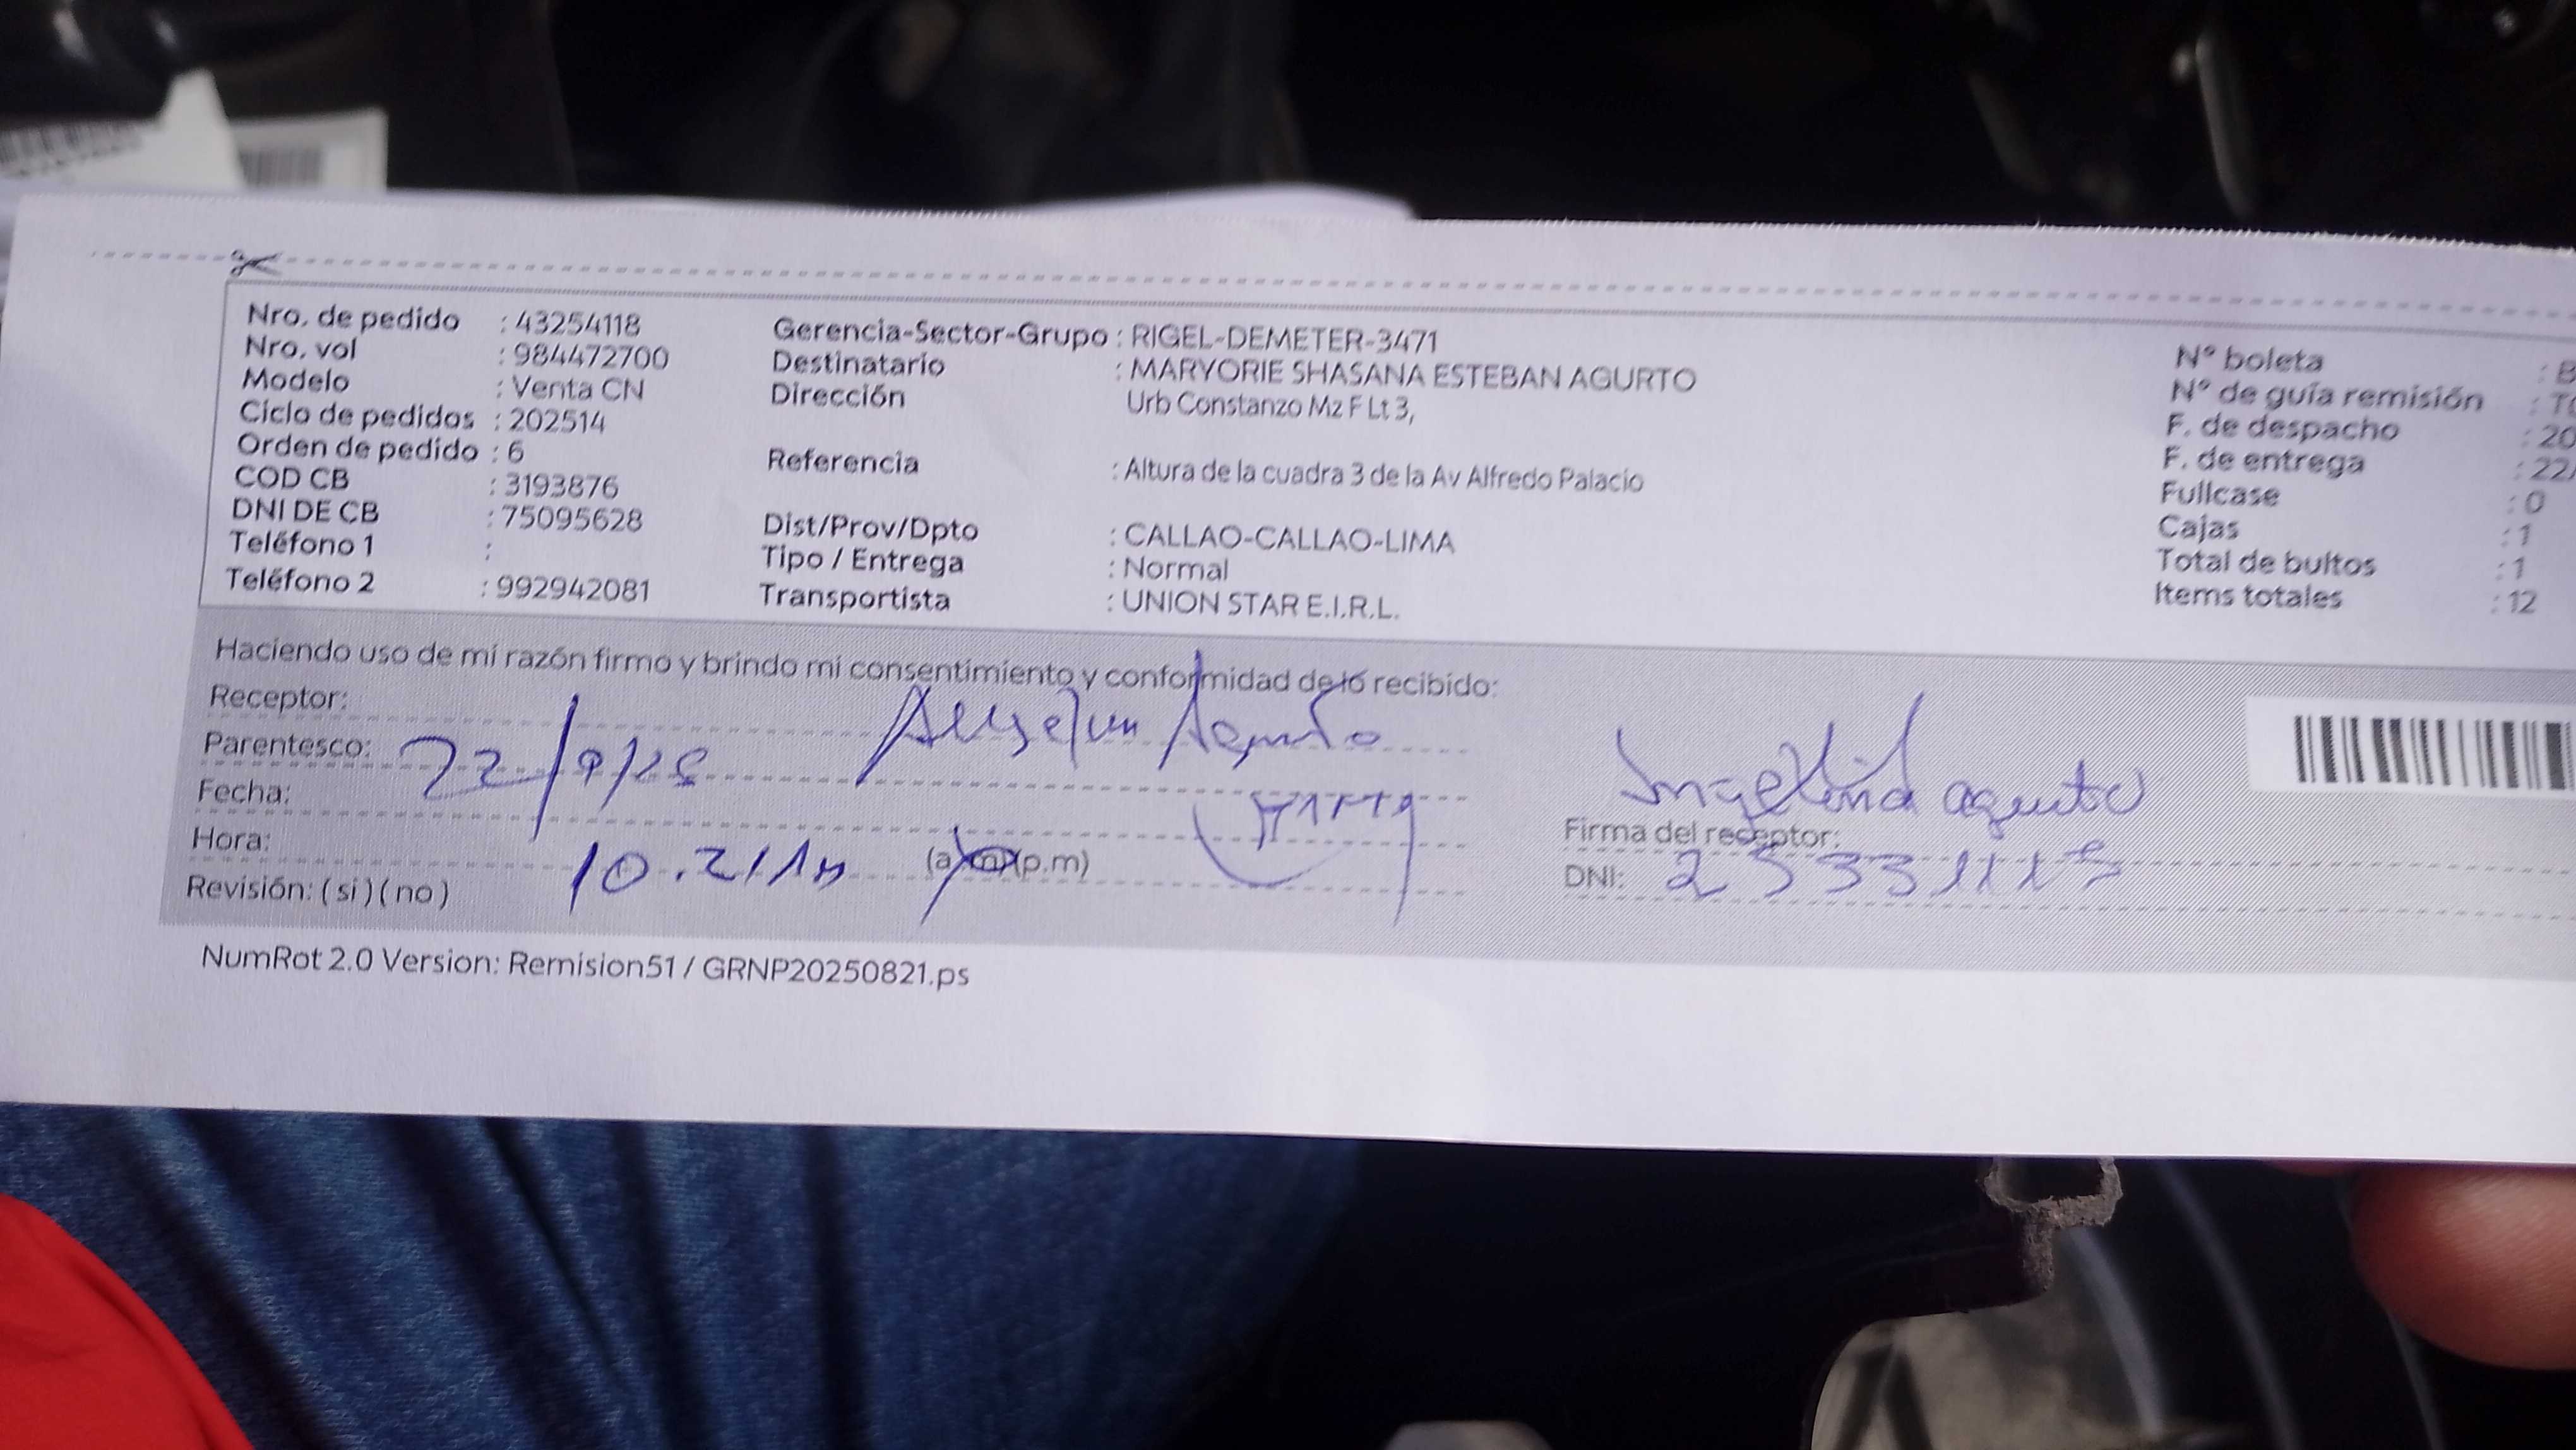 Nro. de pedido : 43254118
Nro. vol : 984472700
Modelo : Venta CN
Ciclo de pedidos : 202514
Orden de pedido : 6
COD CB : 3193876
DNI DE CB : 75095628
Teléfono 1 :
Teléfono 2 : 992942081
Gerencia-Sector-Grupo : RIGEL-DEMETER-3471
Destinatario : MARYORIE SHASANA ESTEBAN AGURTO
Dirección Urb Constanzo Mz F Lt 3,
Referencia : Altura de la cuadra 3 de la Av Alfredo Palacio
Dist/Prov/Dpto : CALLAO-CALLAO-LIMA
Tipo / Entrega : Normal
Transportista : UNION STAR E.I.R.L.
N° boleta : B
N° de guía remisión : T
F. de despacho : 20
F. de entrega : 22/
Fullcase : 0
Cajas : 1
Total de bultos : 1
Items totales : 12
Haciendo uso de mi razón firmo y brindo mi consentimiento y conformidad de lo recibido:
Receptor:
Parentesco:
Fecha:
Hora: (a.m)(p.m)
Revisión: ( si ) ( no )
Firma del receptor:
DNI:
NumRot 2.0 Version: Remision51 / GRNP20250821.ps